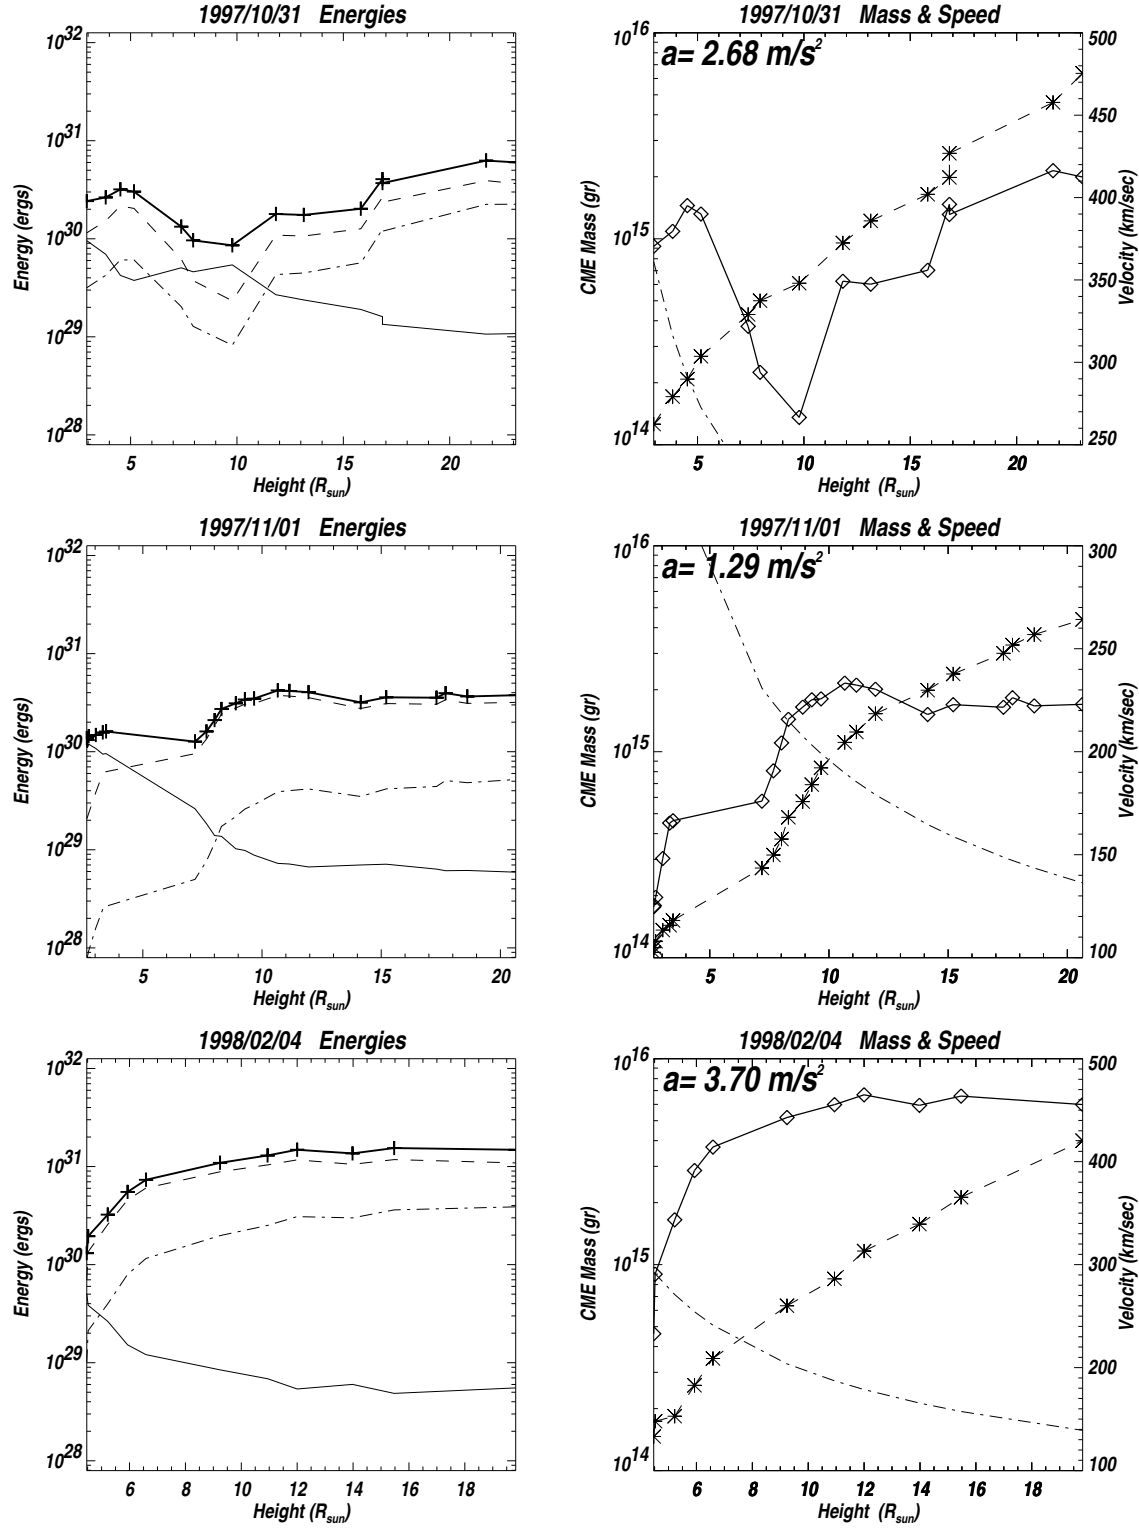 1997/10/31 Energies
10^32
10^31
10^30
10^29
10^28
Energy (ergs)
5 10 15 20
Height (R_sun)
1997/10/31 Mass & Speed
a= 2.68 m/s^2
10^16
10^15
10^14
CME Mass (gr)
500
450
400
350
300
250
Velocity (km/sec)
5 10 15 20
Height (R_sun)
1997/11/01 Energies
10^32
10^31
10^30
10^29
10^28
Energy (ergs)
5 10 15 20
Height (R_sun)
1997/11/01 Mass & Speed
a= 1.29 m/s^2
10^16
10^15
10^14
CME Mass (gr)
300
250
200
150
100
Velocity (km/sec)
5 10 15 20
Height (R_sun)
1998/02/04 Energies
10^32
10^31
10^30
10^29
10^28
Energy (ergs)
6 8 10 12 14 16 18
Height (R_sun)
1998/02/04 Mass & Speed
a= 3.70 m/s^2
10^16
10^15
10^14
CME Mass (gr)
500
400
300
200
100
Velocity (km/sec)
6 8 10 12 14 16 18
Height (R_sun)